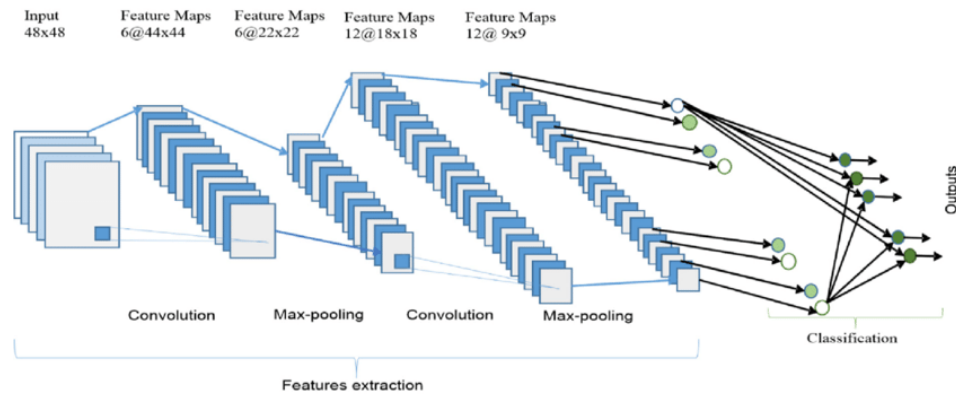 Input
48x48
Feature Maps
6@44x44
Feature Maps
6@22x22
Feature Maps
12@18x18
Feature Maps
12@ 9x9
Outputs
Convolution
Max-pooling
Convolution
Max-pooling
Classification
Features extraction